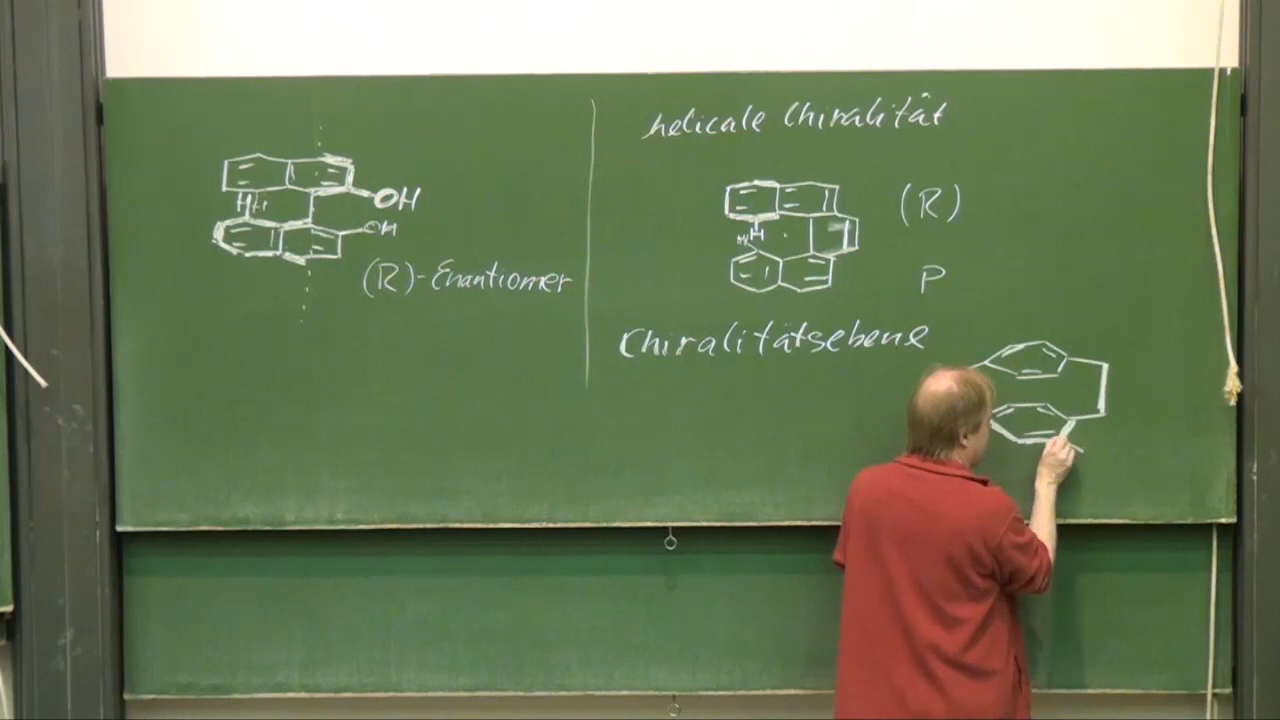 OH
H H
OH
(R)-Enantiomer
helicale Chiralität
(R)
H
H
P
Chiralitätsebene